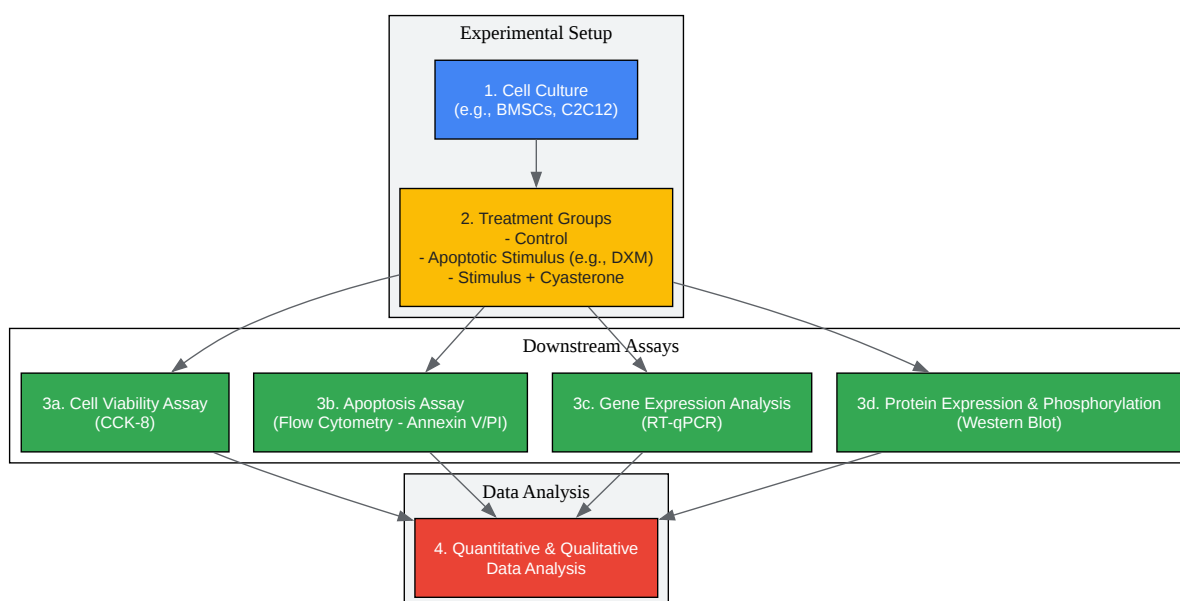 Experimental Setup
1. Cell Culture
(e.g., BMSCs, C2C12)
2. Treatment Groups
- Control
- Apoptotic Stimulus (e.g., DXM)
- Stimulus + Cyasterone
Downstream Assays
3a. Cell Viability Assay
(CCK-8)
3b. Apoptosis Assay
(Flow Cytometry - Annexin V/PI)
3c. Gene Expression Analysis
(RT-qPCR)
3d. Protein Expression & Phosphorylation
(Western Blot)
Data Analysis
4. Quantitative & Qualitative
Data Analysis